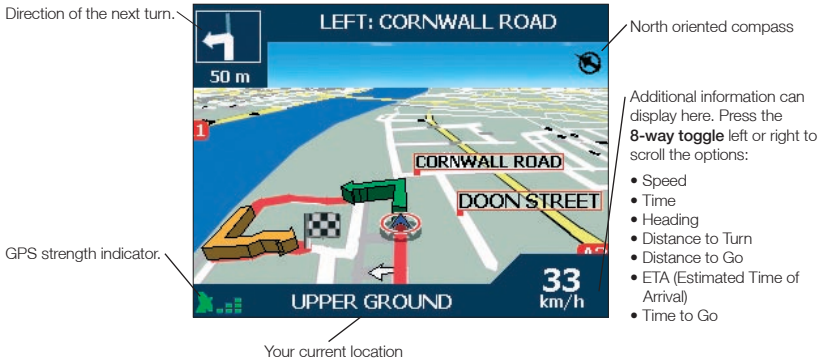 Direction of the next turn.
LEFT: CORNWALL ROAD
50 m
North oriented compass
Additional information can
display here. Press the
8-way toggle left or right to
scroll the options:
• Speed
• Time
• Heading
• Distance to Turn
• Distance to Go
• ETA (Estimated Time of
Arrival)
• Time to Go
1
CORNWALL ROAD
DOON STREET
GPS strength indicator.
33
km/h
UPPER GROUND
Your current location